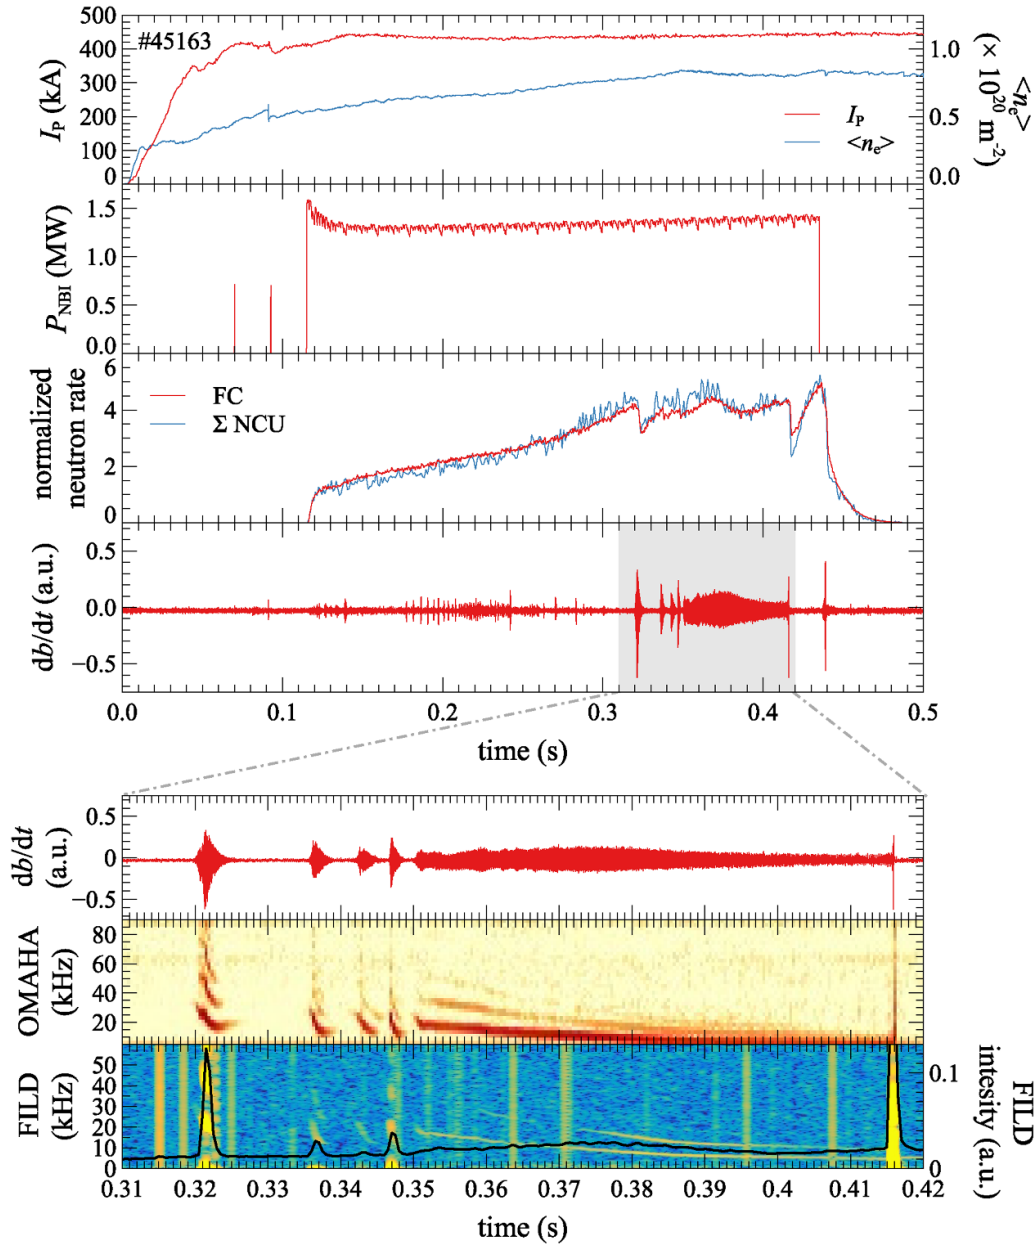 #45163
500
400
300
200
100
0
I_P (kA)
1.0
0.5
0.0
<n_e>
(× 10^20 m^-2)
I_P
<n_e>
1.5
1.0
0.5
0.0
P_NBI (MW)
6
4
2
0
normalized
neutron rate
FC
Σ NCU
0.5
0.0
−0.5
db/dt (a.u.)
0.0 0.1 0.2 0.3 0.4 0.5
time (s)
0.5
0
−0.5
db/dt
(a.u.)
80
60
40
20
OMAHA
(kHz)
50
40
30
20
10
0
FILD
(kHz)
0.1
0
FILD
intesity (a.u.)
0.31 0.32 0.33 0.34 0.35 0.36 0.37 0.38 0.39 0.40 0.41 0.42
time (s)